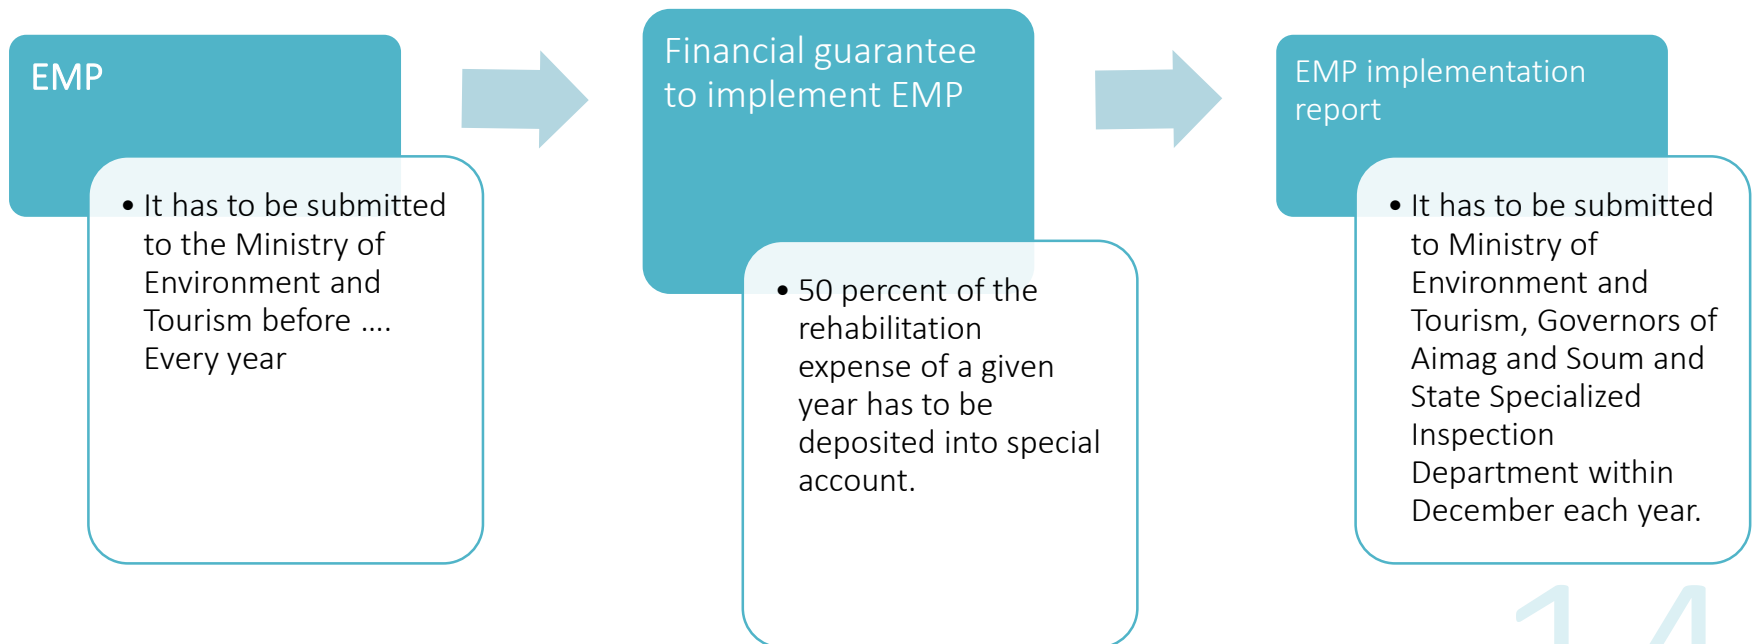 EMP
• It has to be submitted
to the Ministry of
Environment and
Tourism before ....
Every year
Financial guarantee
to implement EMP
• 50 percent of the
rehabilitation
expense of a given
year has to be
deposited into special
account.
EMP implementation
report
• It has to be submitted
to Ministry of
Environment and
Tourism, Governors of
Aimag and Soum and
State Specialized
Inspection
Department within
December each year.
14